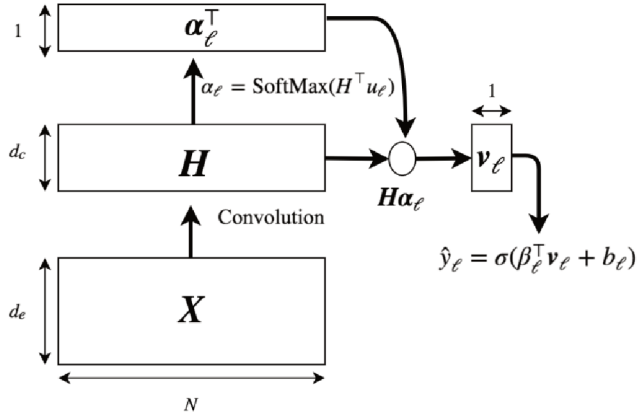 1
α_ℓ^⊤
α_ℓ = SoftMax(H^⊤u_ℓ)
1
d_c
H
v_ℓ
Hα_ℓ
Convolution
ŷ_ℓ = σ(β_ℓ^⊤v_ℓ + b_ℓ)
d_e
X
N